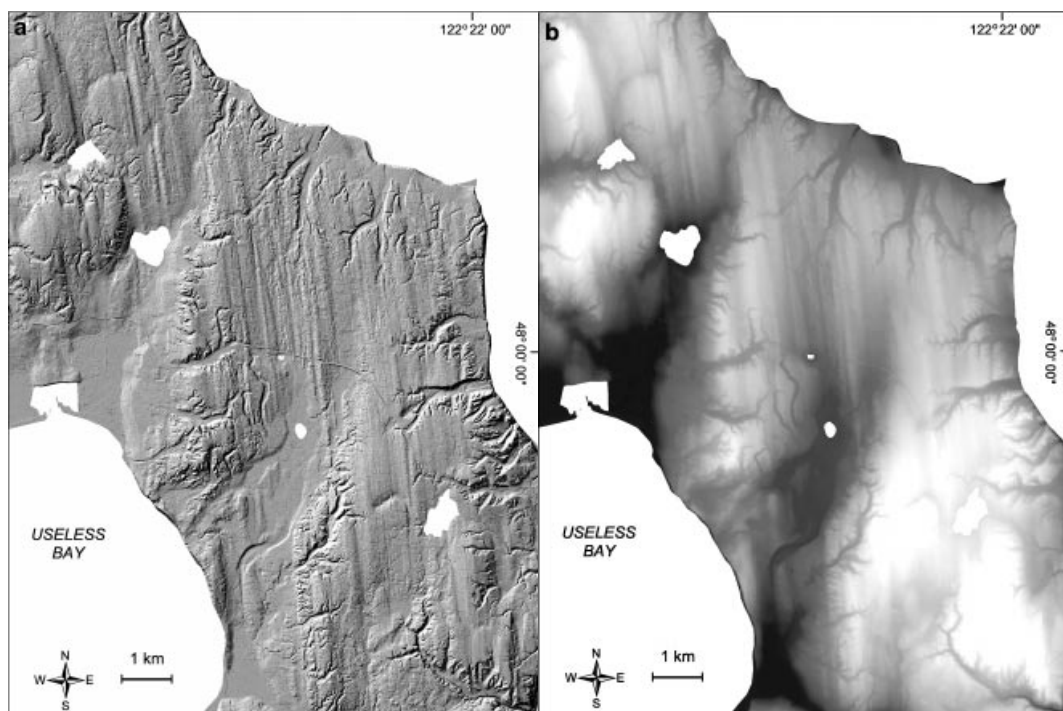 a
122° 22' 00"
48° 00' 00"
USELESS
BAY
N
W E
S
1 km
b
122° 22' 00"
48° 00' 00"
USELESS
BAY
N
W E
S
1 km